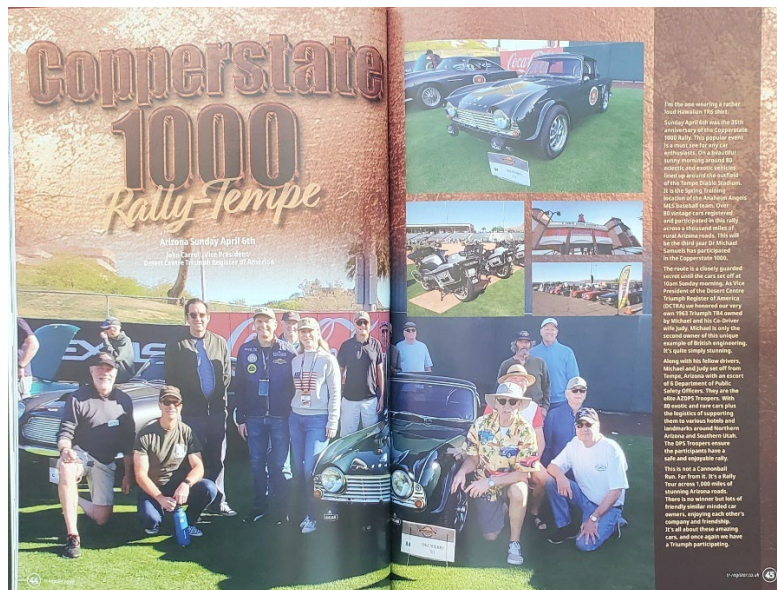 Copperstate
1000
Rally-Tempe
Arizona Sunday April 6th
Juan Carro, Vice President/
Desert Centre Triumph Register of America
Coca
I'm the one wearing a rather
loud Hawaiian TR6 shirt.
Sunday April 6th was the 35th
anniversary of the Copperstate
1000 Rally. This popular event
is a must see for any car
enthusiasts. On a beautiful
sunny morning around 80
eclectic and exotic vehicles
lined up around the outfield
of the Tempe Diablo Stadium.
It is the Spring Training
location of the Anaheim Angels
MLS baseball team. Over
80 vintage cars registered
and participated in this rally
across a thousand miles of
rural Arizona roads. This will
be the third year Dr Michael
Samuels has participated
in the Copperstate 1000.
The route is a closely guarded
secret until the cars set off at
10am Sunday morning. As Vice
President of the Desert Centre
Triumph Register of America
(DCTRA) we honored our very
own 1963 Triumph TR4 owned
by Michael and his Co-Driver
wife Judy. Michael is only the
second owner of this unique
example of British engineering.
It's quite simply stunning.
Along with his fellow drivers,
Michael and Judy set off from
Tempe, Arizona with an escort
of 6 Department of Public
Safety Officers. They are the
elite AZDPS Troopers. With
80 exotic and rare cars plus
the logistics of supporting
them to various hotels and
landmarks around Northern
Arizona and Southern Utah.
The DPS Troopers ensure
the participants have a
safe and enjoyable rally.
This is not a Cannonball
Run. Far from it. It's a Rally
Tour across 1,000 miles of
stunning Arizona roads.
There is no winner but lots of
friendly similar minded car
owners, enjoying each other's
company and friendship.
It's all about these amazing
cars, and once again we have
a Triumph participating.
44
tr-register.co.uk 45